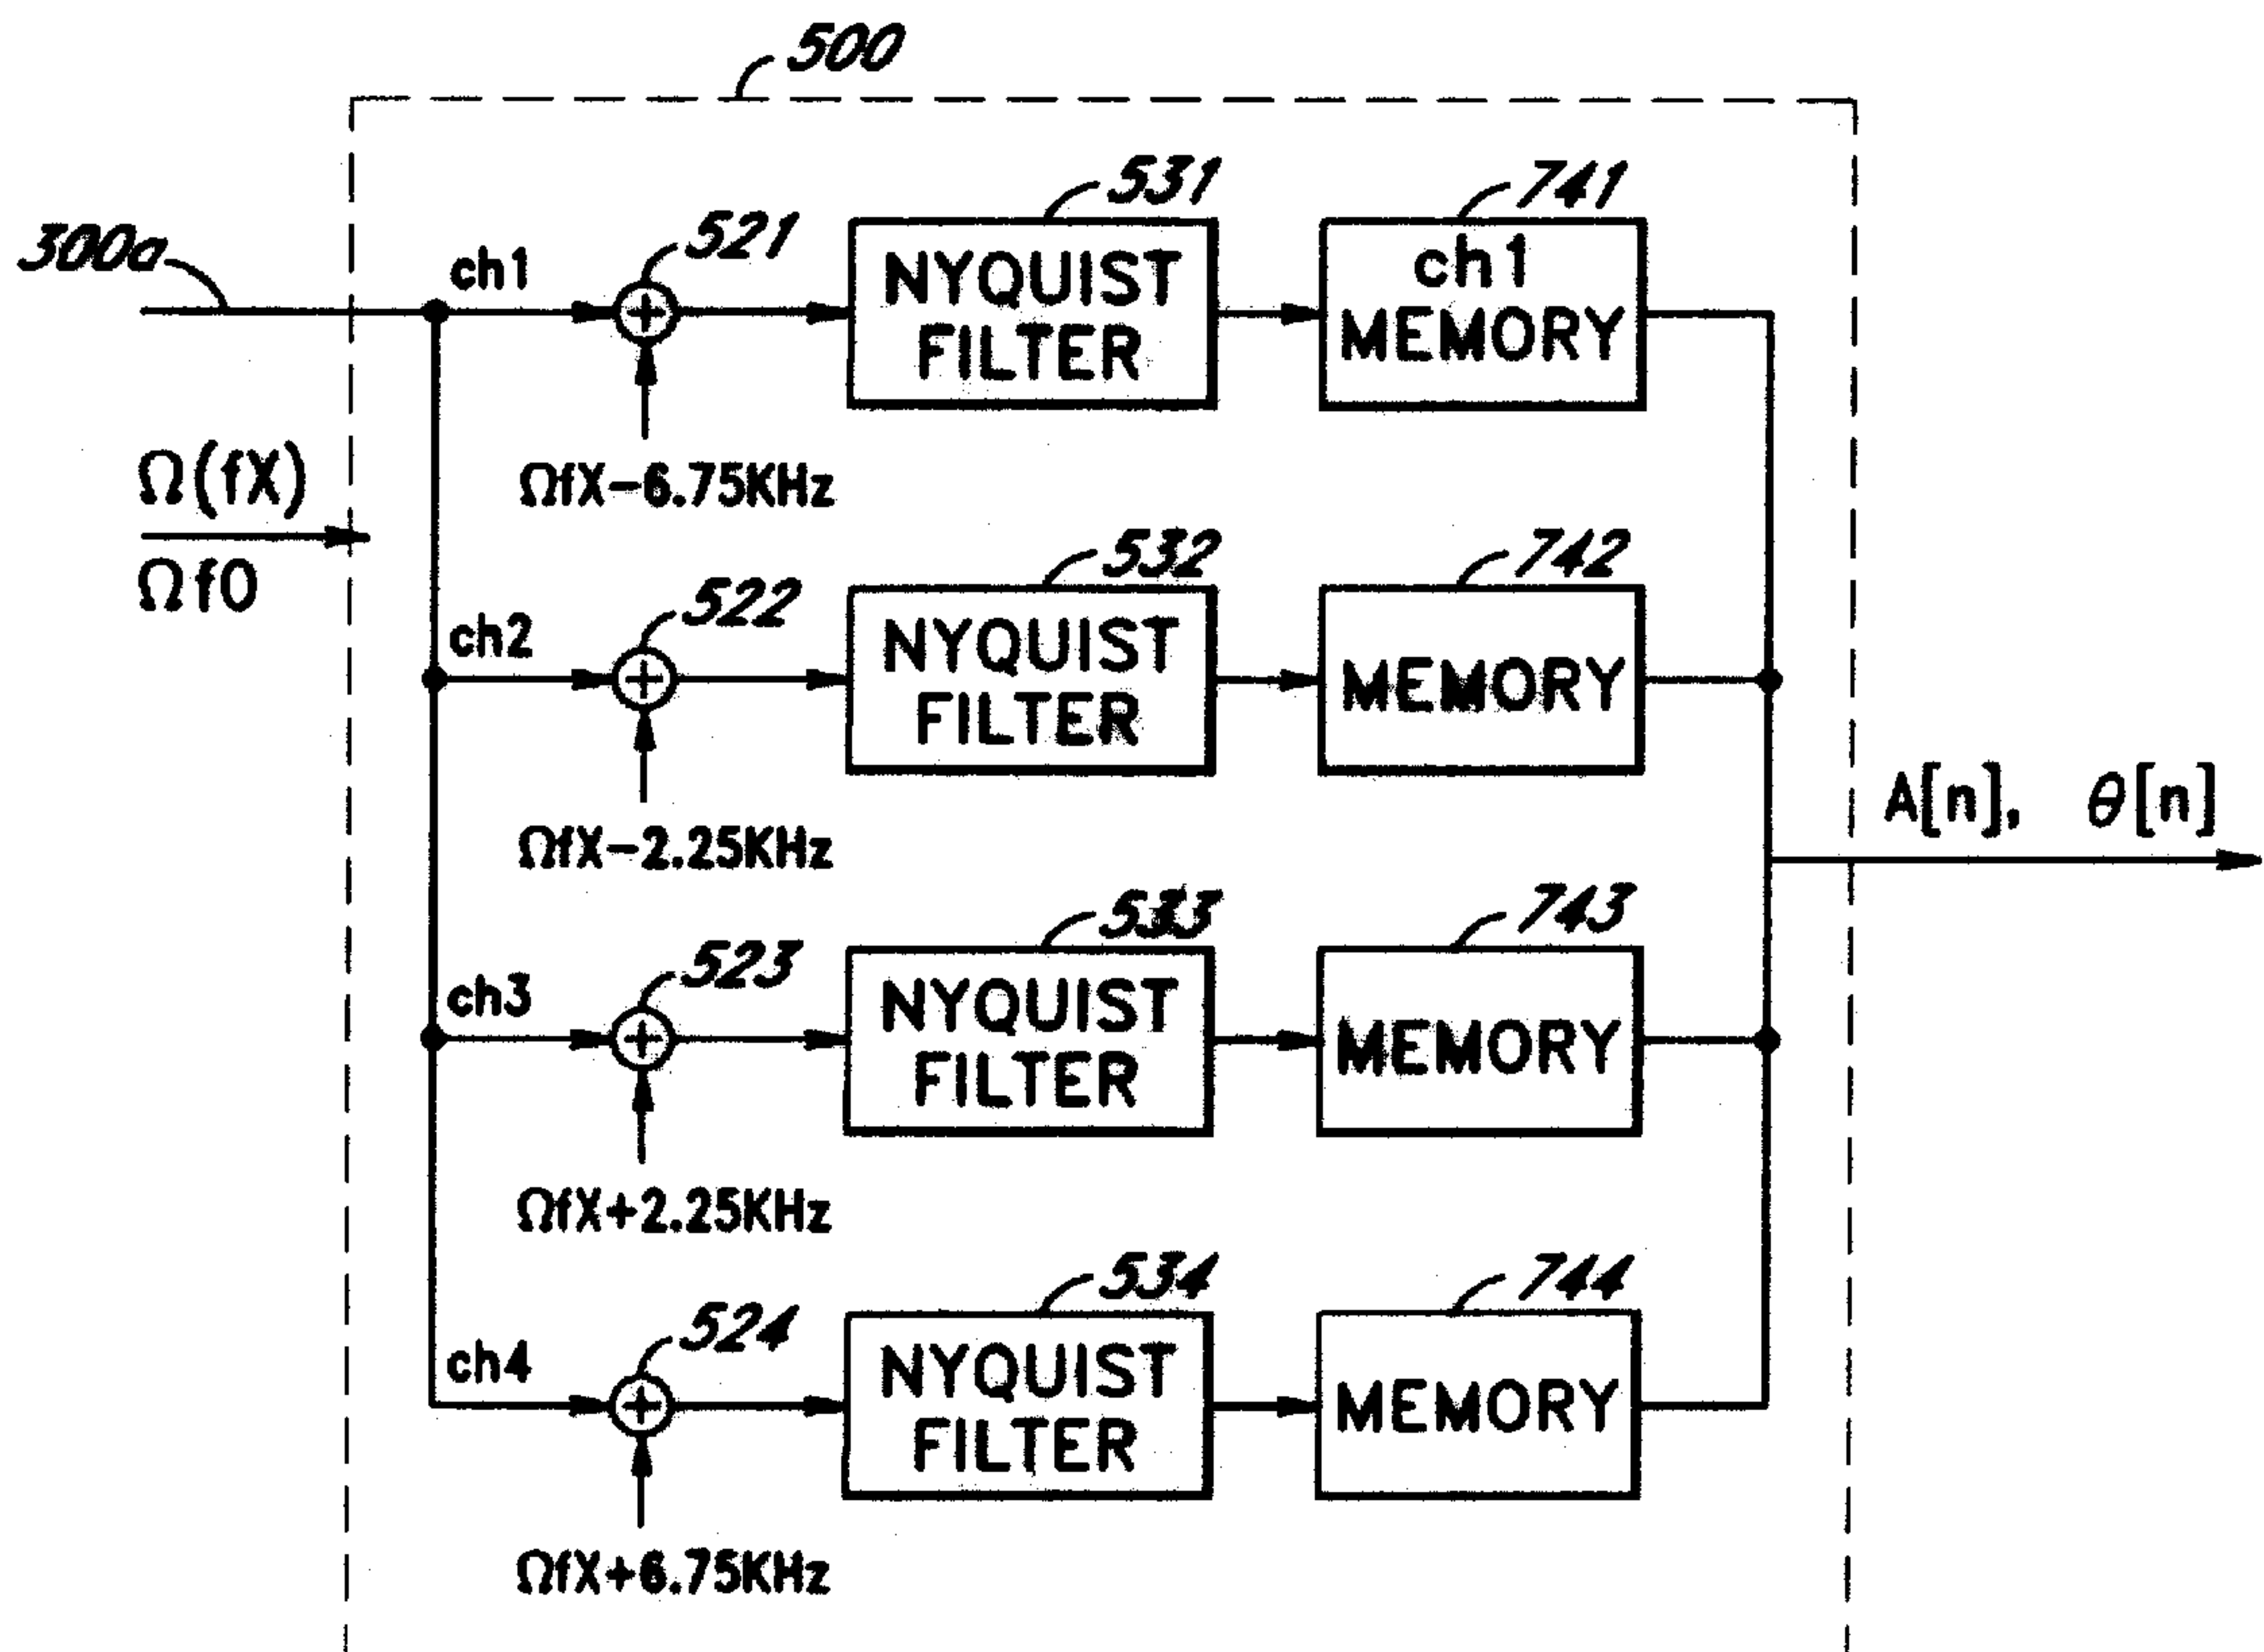 500
300a
ch1
521
531
NYQUIST
FILTER
741
ch1
MEMORY
ΩfX-6.75KHz
Ω(fX)
Ωf0
ch2
522
532
NYQUIST
FILTER
742
MEMORY
ΩfX-2.25KHz
A[n], θ[n]
ch3
523
533
NYQUIST
FILTER
743
MEMORY
ΩfX+2.25KHz
ch4
524
534
NYQUIST
FILTER
744
MEMORY
ΩfX+6.75KHz